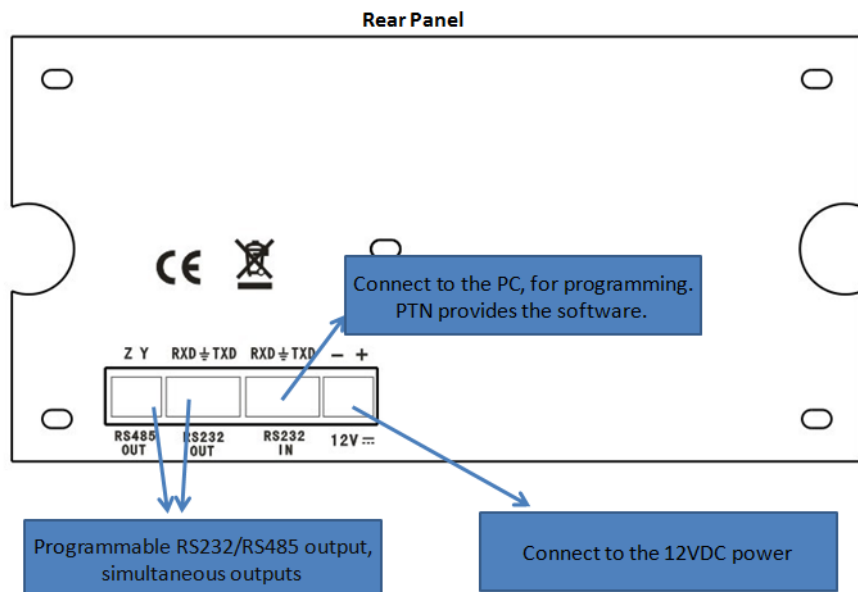 Rear Panel
CE
Connect to the PC, for programming.
PTN provides the software.
Z Y RXD ⏚ TXD RXD ⏚ TXD − +
RS485 OUT RS232 OUT RS232 IN 12V ⎓
Programmable RS232/RS485 output,
simultaneous outputs
Connect to the 12VDC power